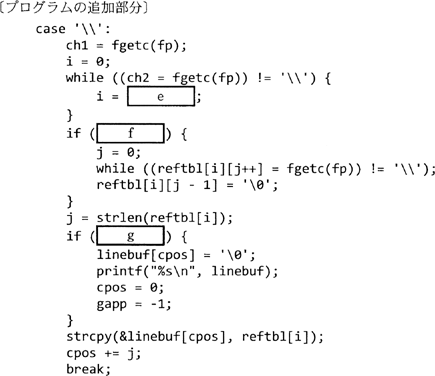 〔プログラムの追加部分〕
case '\\':
ch1 = fgetc(fp);
i = 0;
while ((ch2 = fgetc(fp)) != '\\') {
i = e ;
}
if ( f ) {
j = 0;
while ((reftbl[i][j++] = fgetc(fp)) != '\\');
reftbl[i][j - 1] = '\0';
}
j = strlen(reftbl[i]);
if ( g ) {
linebuf[cpos] = '\0';
printf("%s\n", linebuf);
cpos = 0;
gapp = -1;
}
strcpy(&linebuf[cpos], reftbl[i]);
cpos += j;
break;